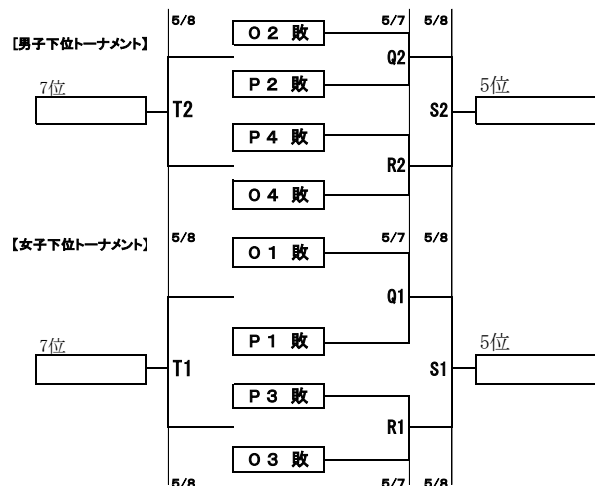 5/8 5/7 5/8
O2 敗
[男子下位トーナメント]
Q2
7位 P2 敗 5位
T2 S2
P4 敗
R2
O4 敗
5/8 5/7 5/8
[女子下位トーナメント]
O1 敗
Q1
7位 P1 敗 5位
T1 S1
P3 敗
R1
O3 敗
5/8 5/7 5/8